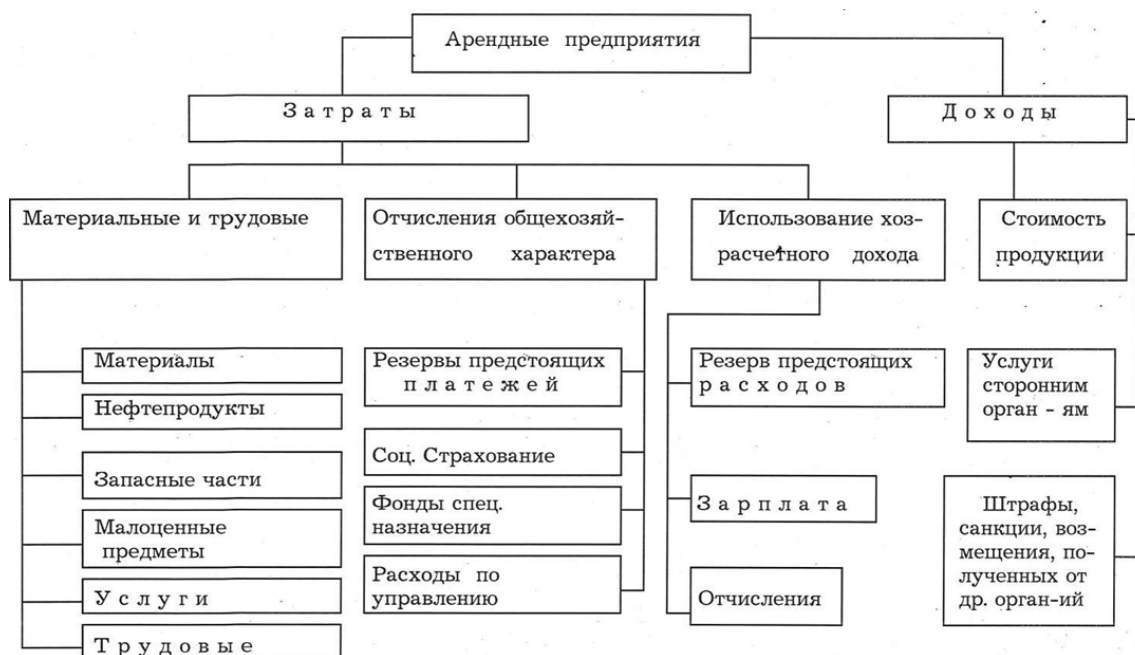 Арендные предприятия
Затраты
Доходы
Материальные и трудовые
Отчисления общехозяй-
ственного характера
Использование хоз-
расчетного дохода
Стоимость
продукции
Материалы
Нефтепродукты
Запасные части
Малоценные
предметы
Услуги
Трудовые
Резервы предстоящих
платежей
Соц. Страхование
Фонды спец.
назначения
Расходы по
управлению
Резерв предстоящих
расходов
Зарплата
Отчисления
Услуги
сторонним
орган - ям
Штрафы,
санкции, воз-
мещения, по-
лученных от
др. орган-ий